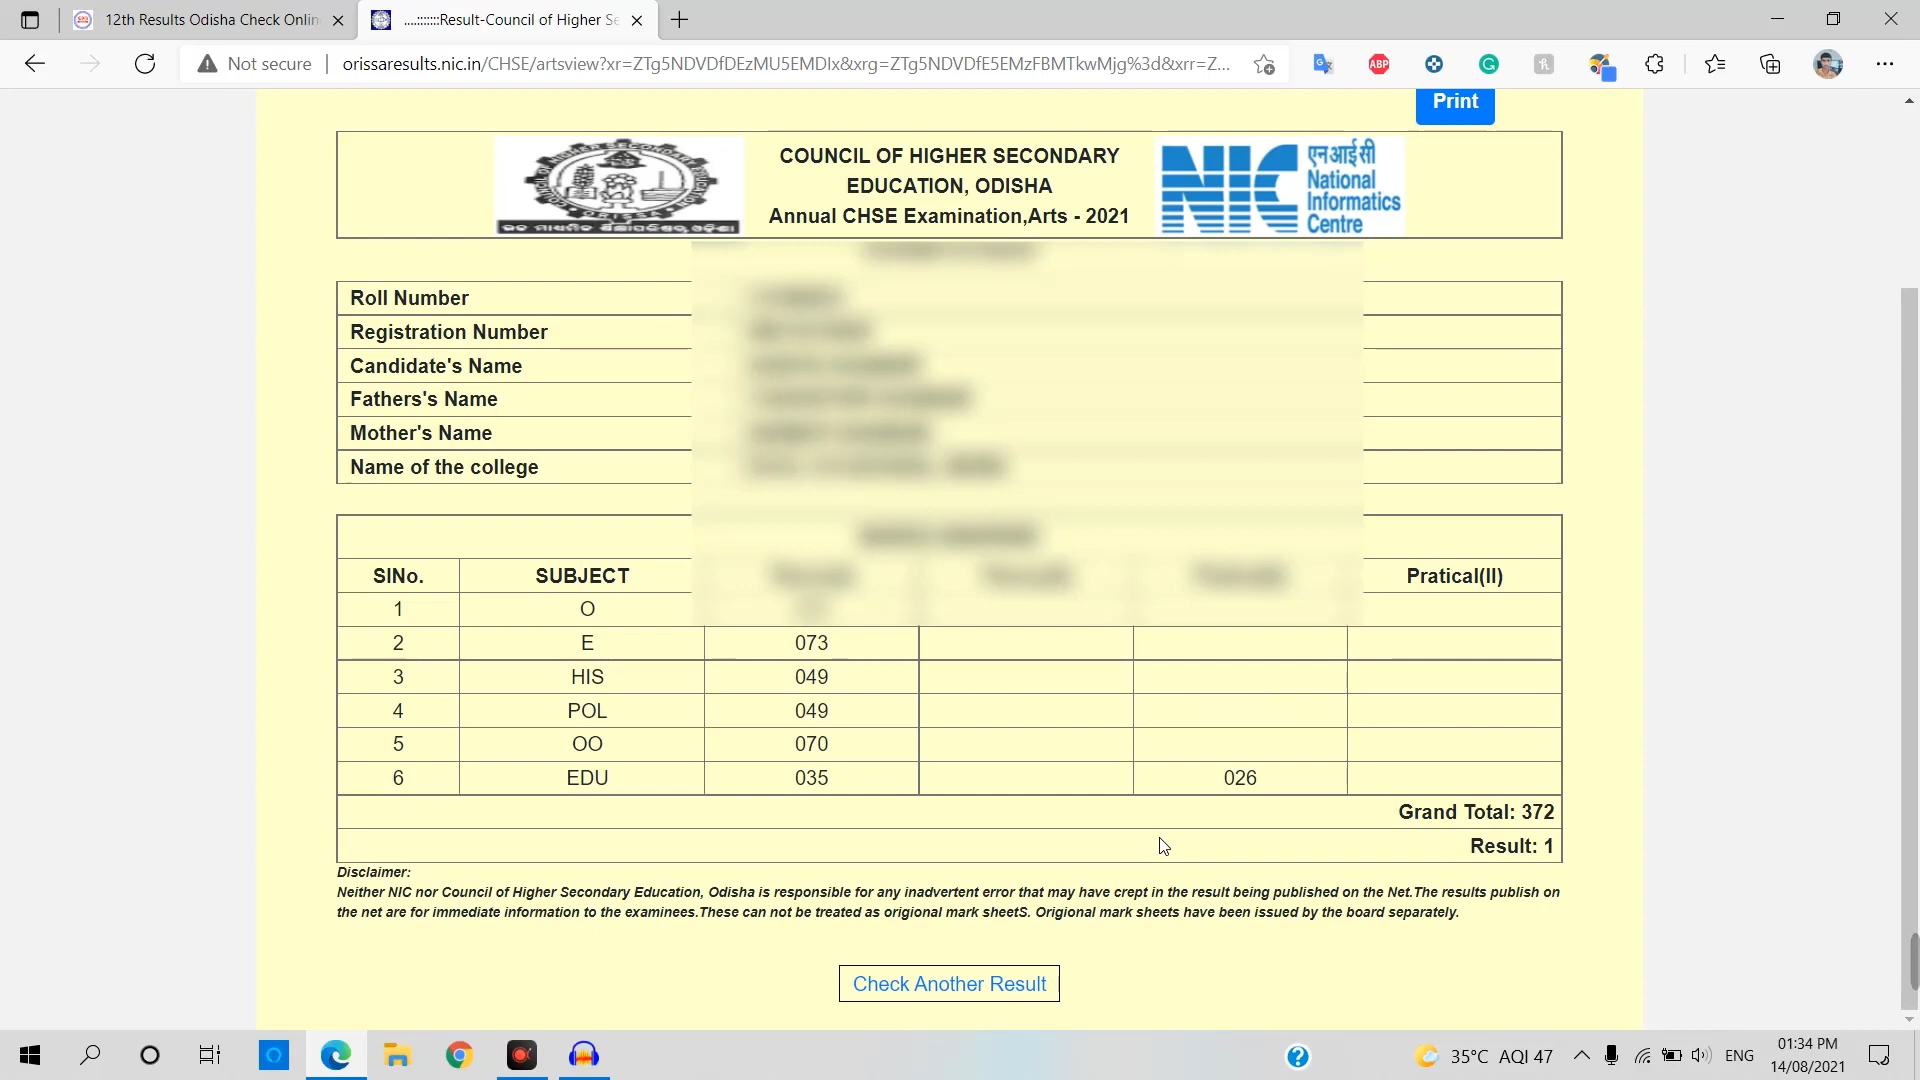 12th Results Odisha Check Onlin
....:::::::Result-Council of Higher Se
Not secure
orissaresults.nic.in/CHSE/artsview?xr=ZTg5NDVDfDEzMU5EMDIx&xrg=ZTg5NDVDfE5EMzFBMTkwMjg%3d&xrr=Z...
ABP
Print
COUNCIL OF HIGHER SECONDARY
EDUCATION, ODISHA
Annual CHSE Examination,Arts - 2021
NIC
एनआईसी
National
Informatics
Centre
Roll Number
Registration Number
Candidate's Name
Fathers's Name
Mother's Name
Name of the college
SlNo. SUBJECT Pratical(II)
1 O
2 E 073
3 HIS 049
4 POL 049
5 OO 070
6 EDU 035 026
Grand Total: 372
Result: 1
Disclaimer:
Neither NIC nor Council of Higher Secondary Education, Odisha is responsible for any inadvertent error that may have crept in the result being published on the Net.The results publish on
the net are for immediate information to the examinees.These can not be treated as origional mark sheetS. Origional mark sheets have been issued by the board separately.
Check Another Result
35°C AQI 47
ENG
01:34 PM
14/08/2021